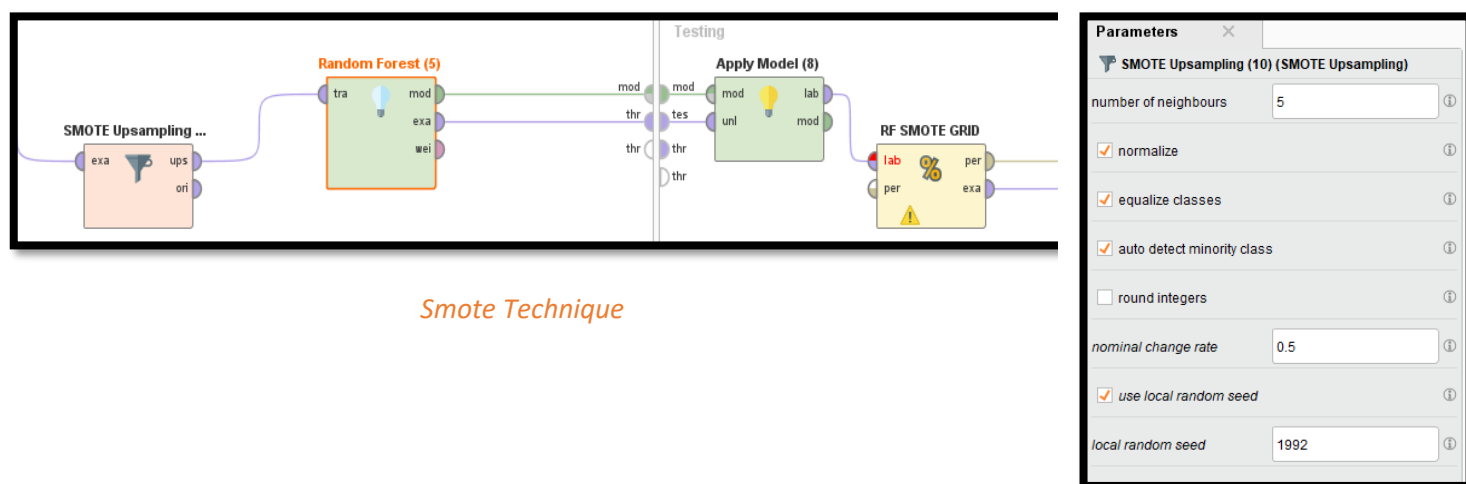 Testing
Random Forest (5)
Apply Model (8)
tra mod
exa
wei
mod mod
thr tes
thr thr
thr
mod lab
unl mod
SMOTE Upsampling ...
exa ups
ori
RF SMOTE GRID
lab % per
per exa
Smote Technique
Parameters
SMOTE Upsampling (10) (SMOTE Upsampling)
number of neighbours 5
normalize
equalize classes
auto detect minority class
round integers
nominal change rate 0.5
use local random seed
local random seed 1992